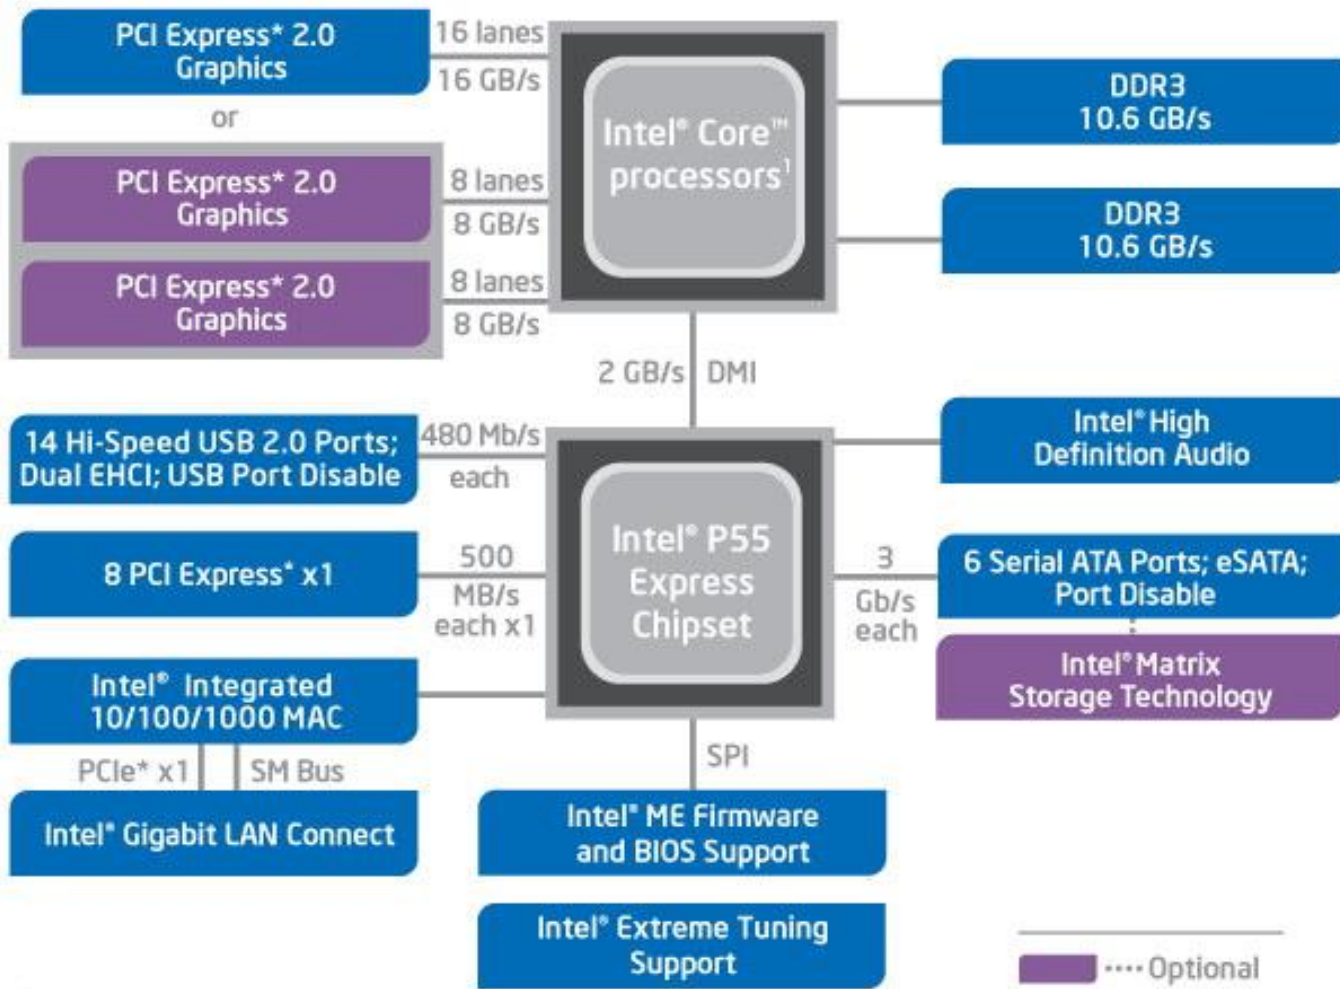 PCI Express* 2.0
Graphics
16 lanes
16 GB/s
or
PCI Express* 2.0
Graphics
8 lanes
8 GB/s
PCI Express* 2.0
Graphics
8 lanes
8 GB/s
Intel® Core™
processors¹
DDR3
10.6 GB/s
DDR3
10.6 GB/s
2 GB/s DMI
14 Hi-Speed USB 2.0 Ports;
Dual EHCI; USB Port Disable
480 Mb/s
each
8 PCI Express* x1
500
MB/s
each x1
Intel® Integrated
10/100/1000 MAC
PCIe* x1
SM Bus
Intel® Gigabit LAN Connect
Intel® P55
Express
Chipset
Intel® High
Definition Audio
3
Gb/s
each
6 Serial ATA Ports; eSATA;
Port Disable
Intel® Matrix
Storage Technology
SPI
Intel® ME Firmware
and BIOS Support
Intel® Extreme Tuning
Support
Optional